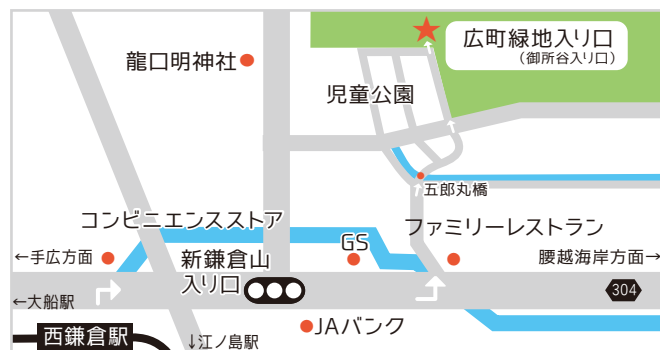 広町緑地入り口
（御所谷入り口）
龍口明神社
児童公園
五郎丸橋
コンビニエンスストア
ファミリーレストラン
GS
←手広方面
新鎌倉山
入り口
腰越海岸方面→
304
←大船駅
JAバンク
西鎌倉駅
↓江ノ島駅